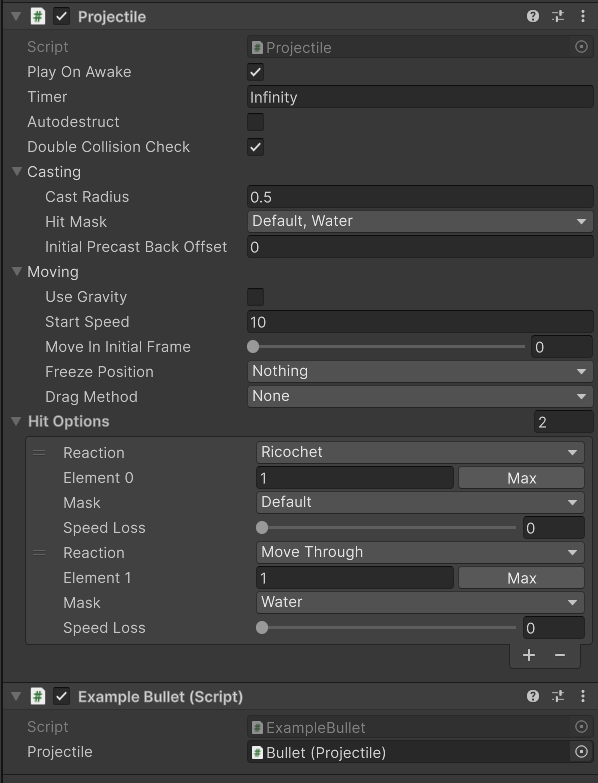 Projectile
Script Projectile
Play On Awake
Timer Infinity
Autodestruct
Double Collision Check
Casting
Cast Radius 0.5
Hit Mask Default, Water
Initial Precast Back Offset 0
Moving
Use Gravity
Start Speed 10
Move In Initial Frame 0
Freeze Position Nothing
Drag Method None
Hit Options 2
Reaction Ricochet
Element 0 1 Max
Mask Default
Speed Loss 0
Reaction Move Through
Element 1 1 Max
Mask Water
Speed Loss 0
+ −
Example Bullet (Script)
Script ExampleBullet
Projectile Bullet (Projectile)